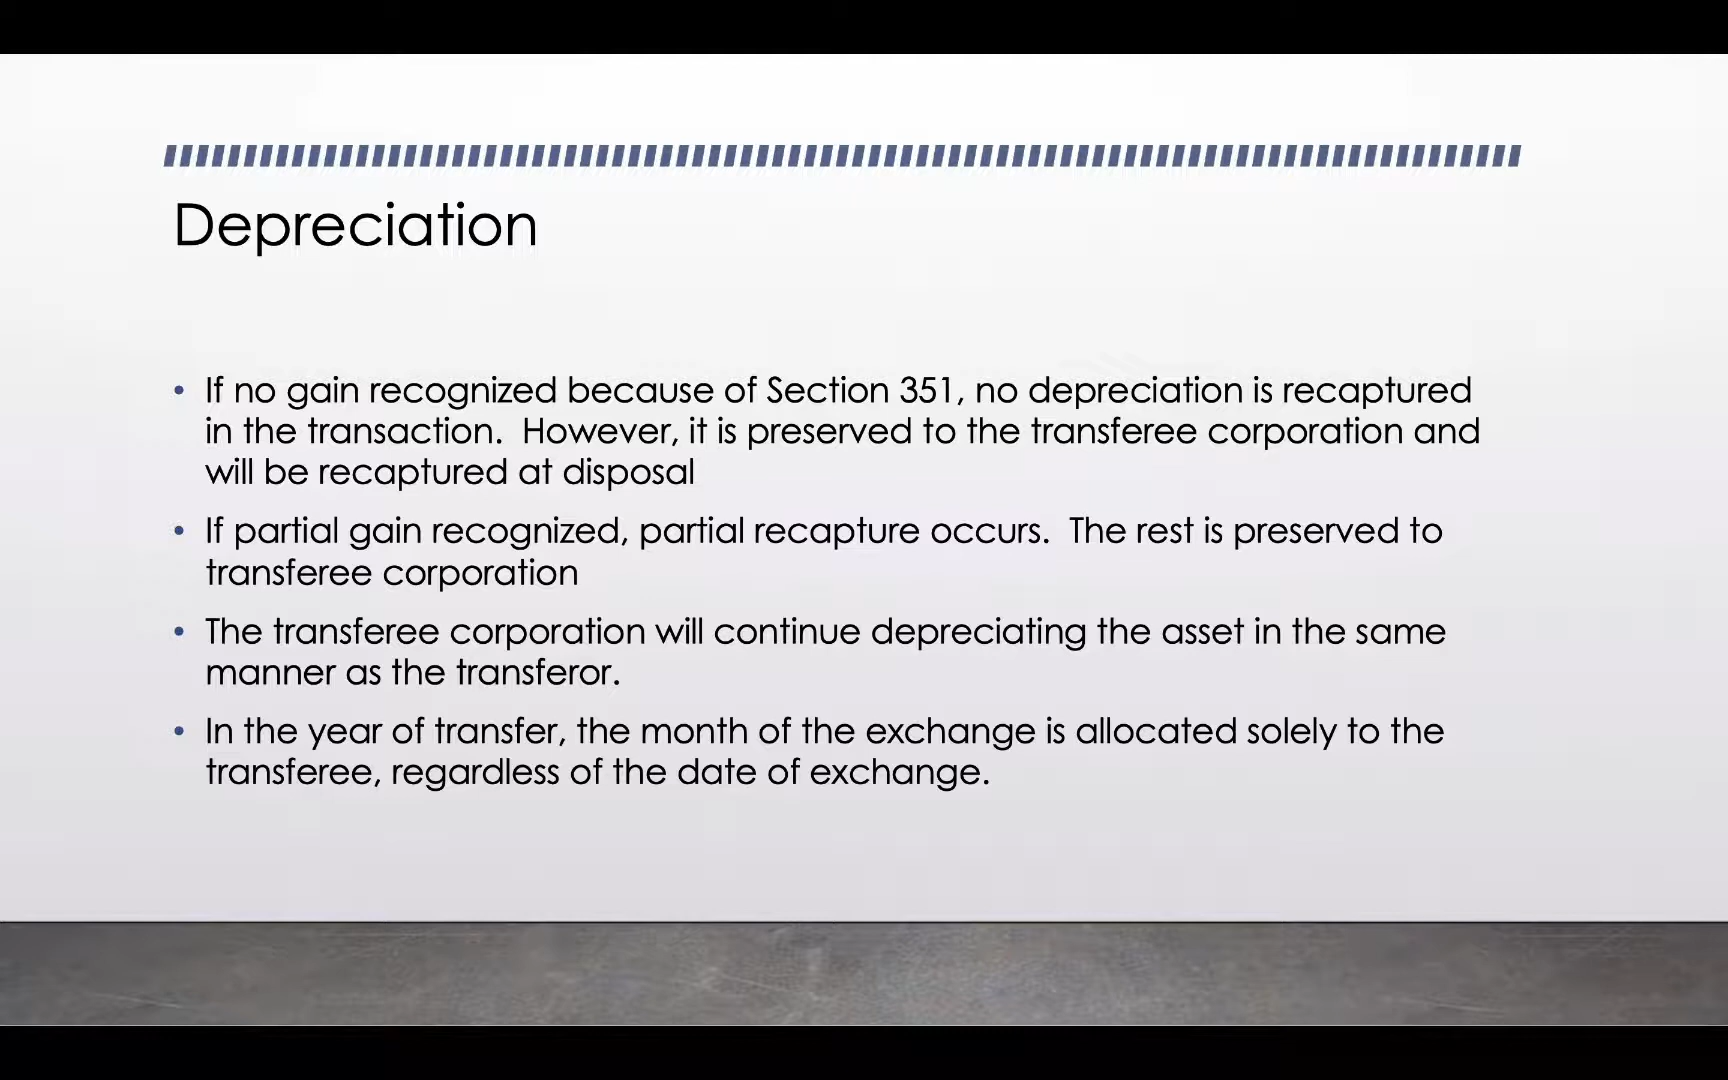 Depreciation
• If no gain recognized because of Section 351, no depreciation is recaptured
in the transaction.  However, it is preserved to the transferee corporation and
will be recaptured at disposal
• If partial gain recognized, partial recapture occurs.  The rest is preserved to
transferee corporation
• The transferee corporation will continue depreciating the asset in the same
manner as the transferor.
• In the year of transfer, the month of the exchange is allocated solely to the
transferee, regardless of the date of exchange.